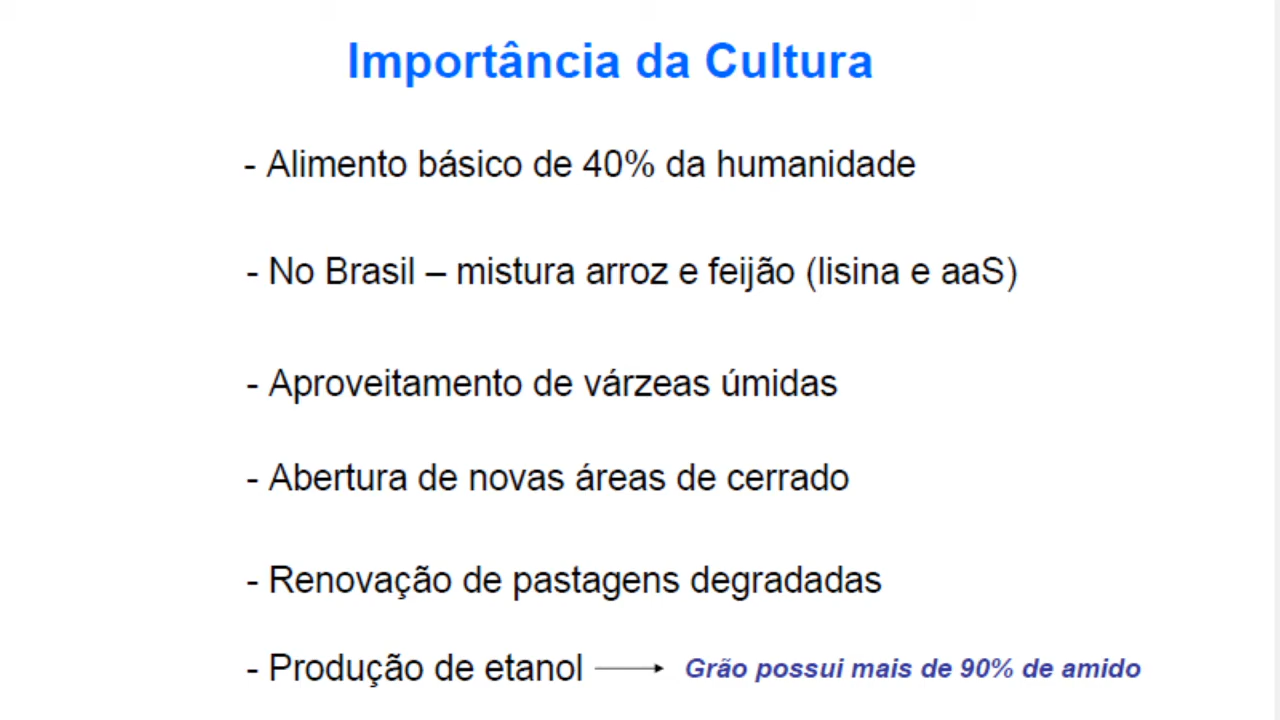 Importância da Cultura
- Alimento básico de 40% da humanidade
- No Brasil – mistura arroz e feijão (lisina e aaS)
- Aproveitamento de várzeas úmidas
- Abertura de novas áreas de cerrado
- Renovação de pastagens degradadas
- Produção de etanol Grão possui mais de 90% de amido